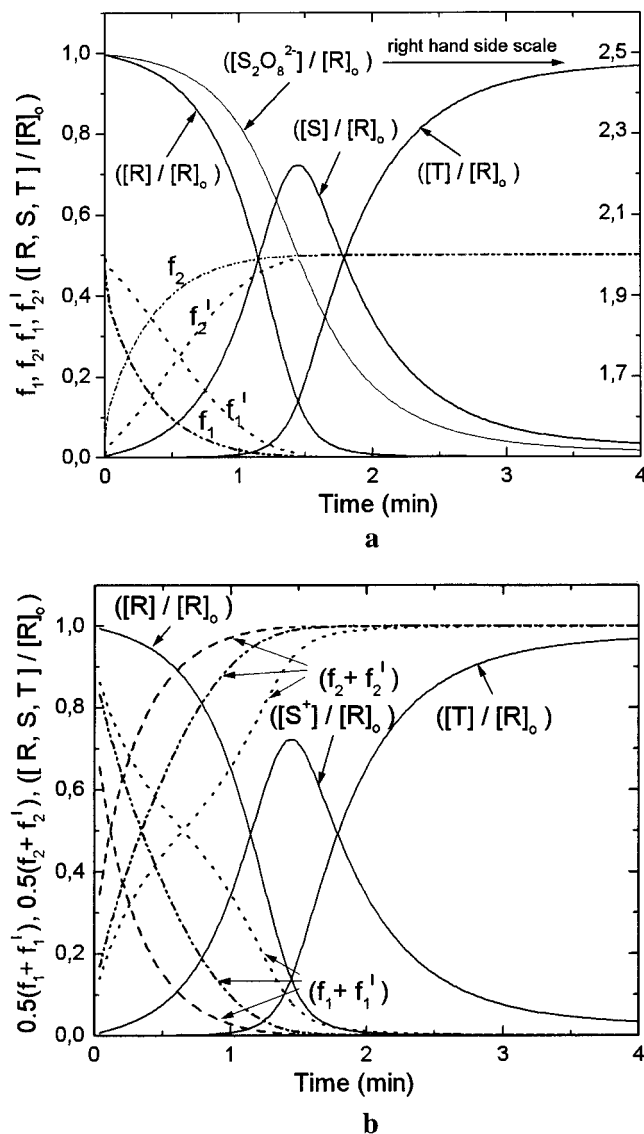 ([S₂O₈²⁻] / [R]ₒ) right hand side scale
1,0 2,5
([S] / [R]ₒ)
0,8 2,3
([R] / [R]ₒ) ([T] / [R]ₒ)
0,6 2,1
f₂
0,4 f₂ᴵ 1,9
0,2 1,7
f₁ f₁ᴵ
0,0
0 1 2 3 4
f₁, f₂, f₁ᴵ, f₂ᴵ, ([ R, S, T] / [R]ₒ)
Time (min)
a
([R] / [R]ₒ)
1,0
(f₂ + f₂ᴵ)
0,8
([S⁺] / [R]ₒ) ([T] / [R]ₒ)
0,6
0,4
0,2
(f₁ + f₁ᴵ)
0,0
0 1 2 3 4
0.5(f₁ + f₁ᴵ), 0.5(f₂ + f₂ᴵ), ([ R, S, T] / [R]ₒ)
Time (min)
b